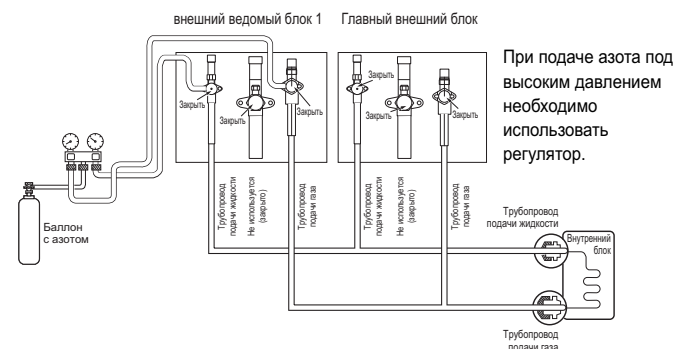 внешний ведомый блок 1
Главный внешний блок
При подаче азота под
высоким давлением
необходимо
использовать
регулятор.
Закрыть
Закрыть
Закрыть
Закрыть
Закрыть
Закрыть
Трубопровод
подачи жидкости
Не используется
(закрыто)
Трубопровод
подачи газа
Трубопровод
подачи жидкости
Не используется
(закрыто)
Трубопровод
подачи газа
Баллон
с азотом
Трубопровод
подачи жидкости
Внутренний
блок
Трубопровод
подачи газа